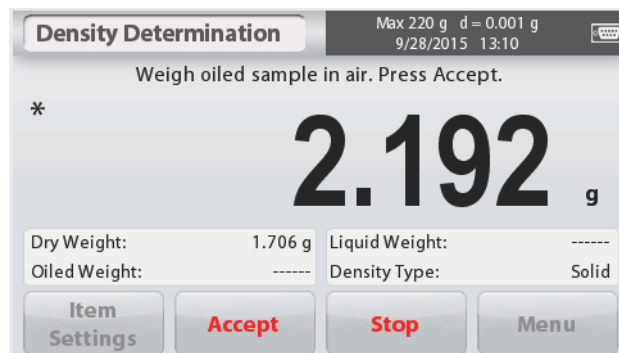 Density Determination
Max 220 g d = 0.001 g
9/28/2015 13:10
Weigh oiled sample in air. Press Accept.
*
2.192 g
Dry Weight: 1.706 g Liquid Weight: ------
Oiled Weight: ------ Density Type: Solid
Item
Settings
Accept
Stop
Menu